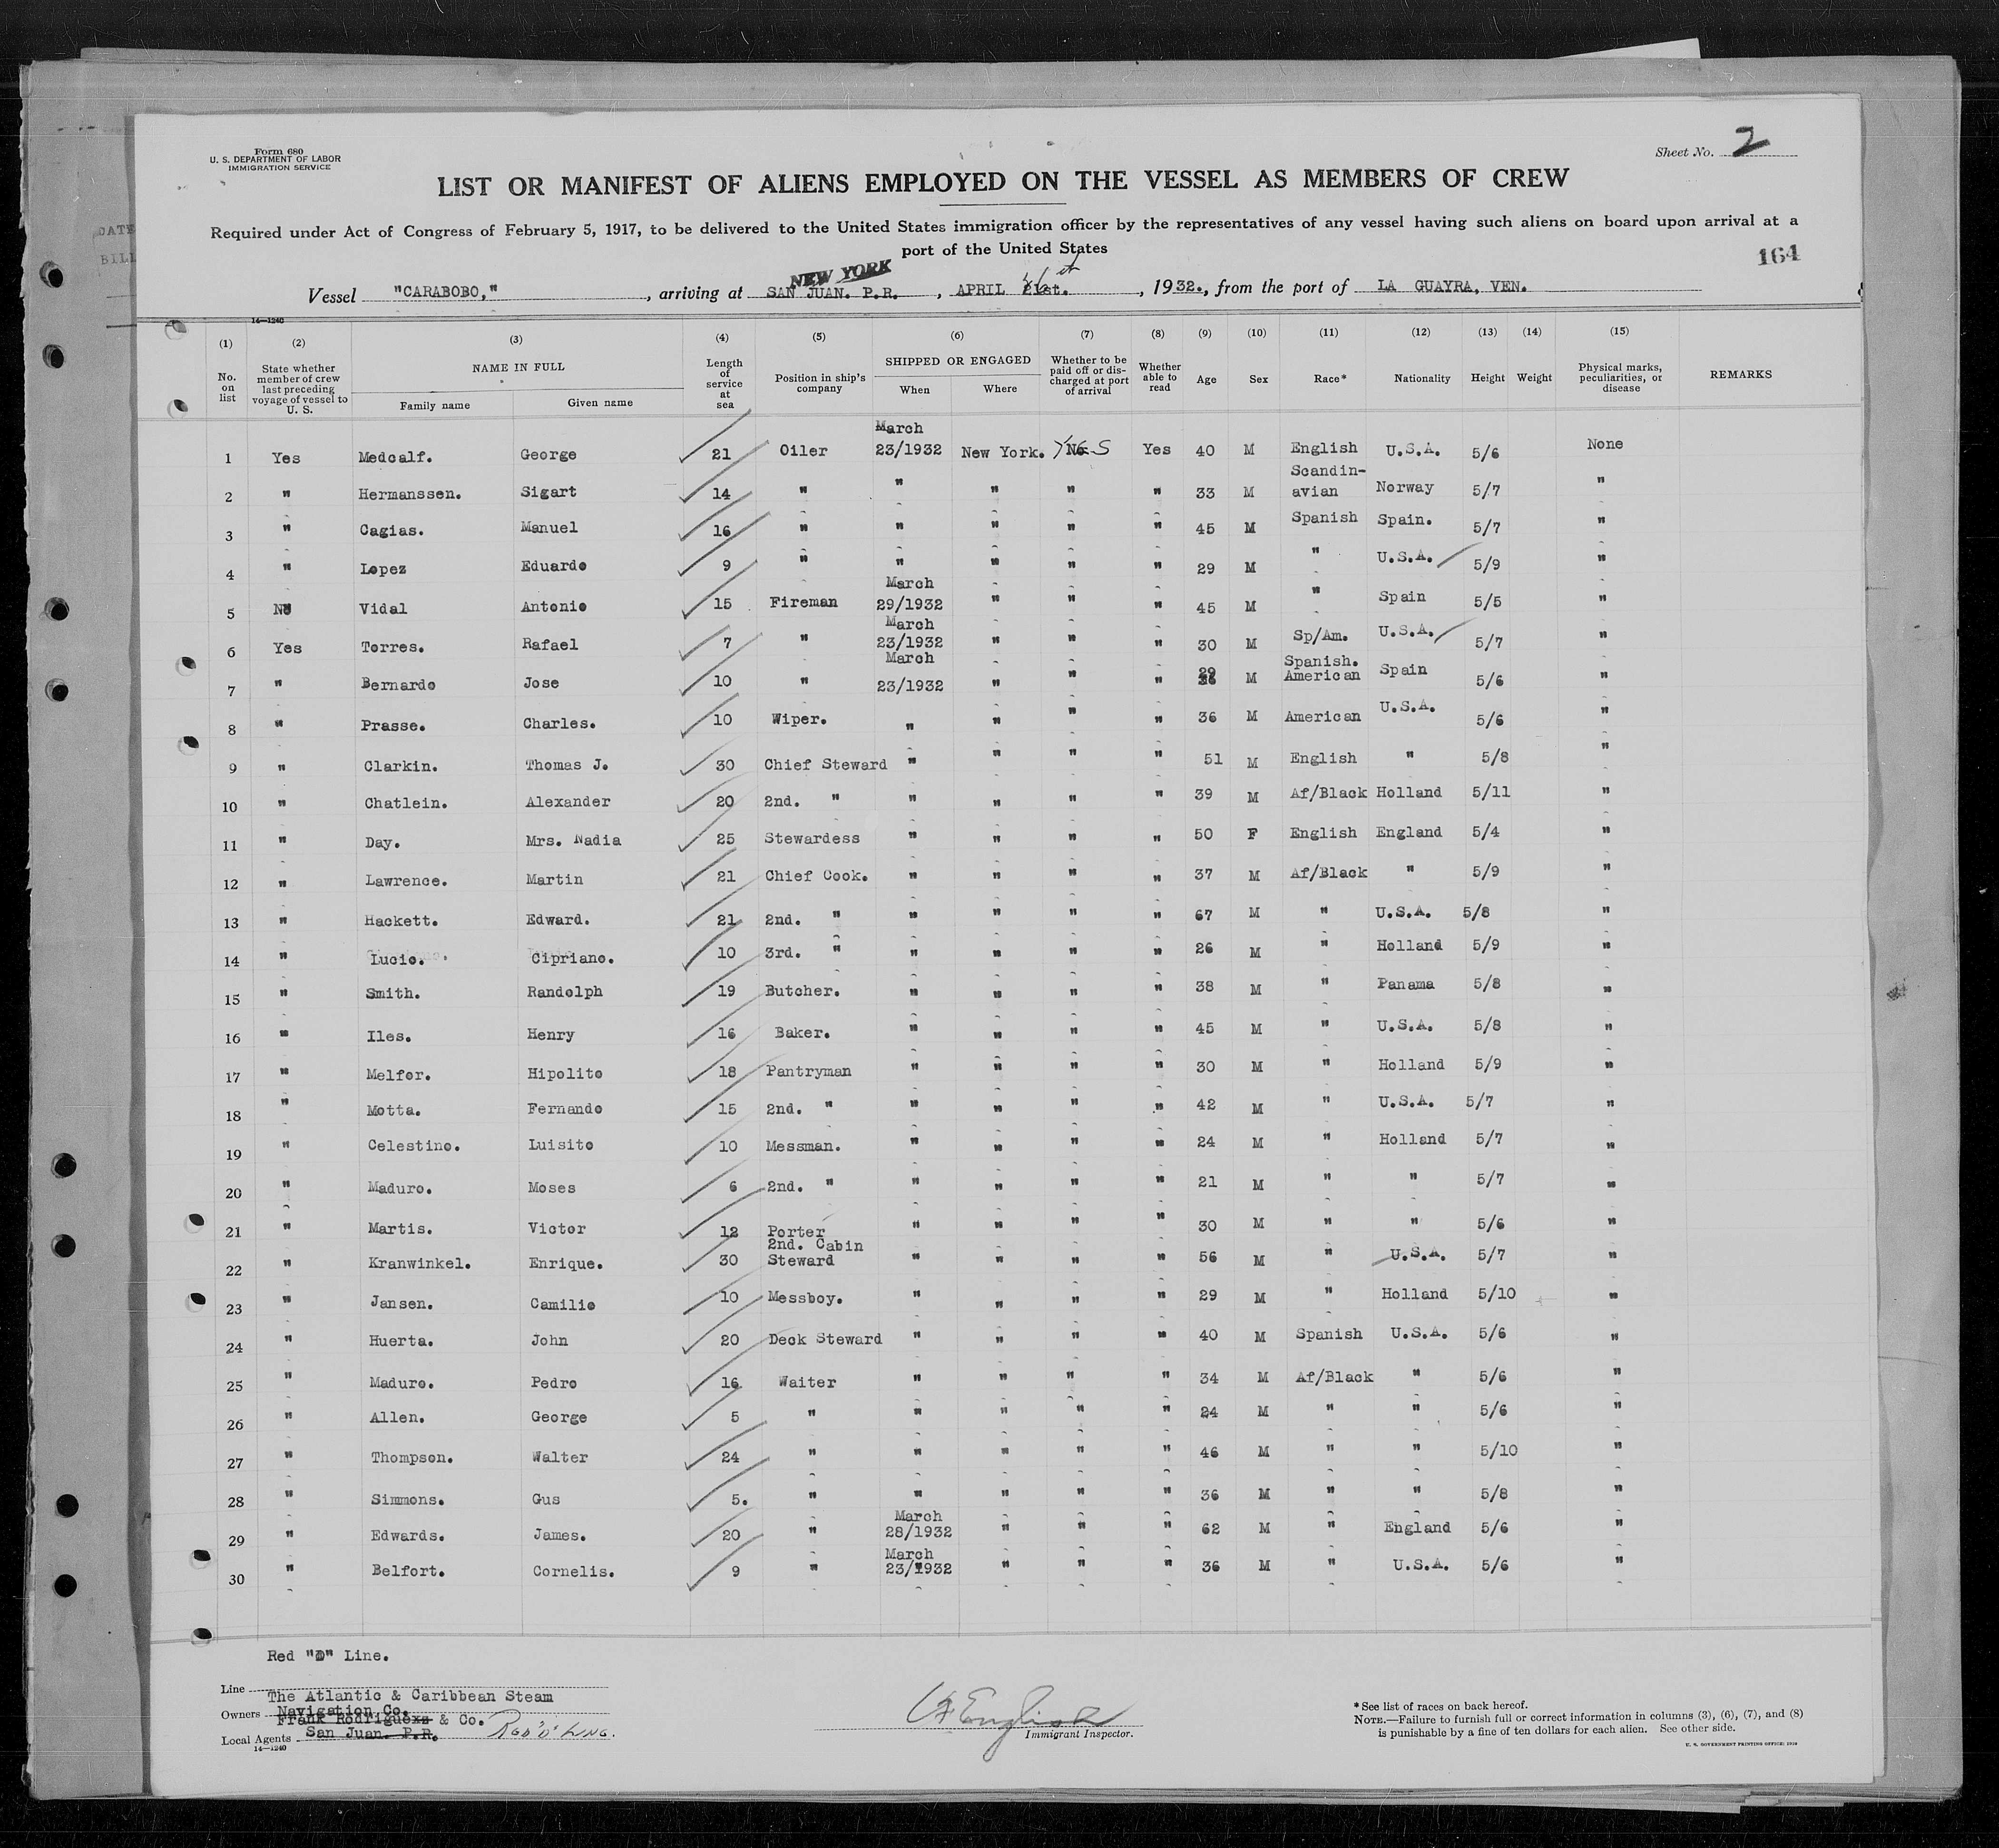 Form 680
U. S. DEPARTMENT OF LABOR
IMMIGRATION SERVICE
Sheet No. 2
LIST OR MANIFEST OF ALIENS EMPLOYED ON THE VESSEL AS MEMBERS OF CREW
Required under Act of Congress of February 5, 1917, to be delivered to the United States immigration officer by the representatives of any vessel having such aliens on board upon arrival at a
port of the United States
164
NEW YORK
Vessel "CARABOBO," , arriving at SAN JUAN. P.R. , APRIL 21st. , 1932., from the port of LA GUAYRA, VEN.
14—1240
(1) (2) (3) (4) (5) (6) (7) (8) (9) (10) (11) (12) (13) (14) (15)
No. on list
State whether member of crew last preceding voyage of vessel to U. S.
NAME IN FULL
Family name Given name
Length of service at sea
Position in ship's company
SHIPPED OR ENGAGED
When Where
Whether to be paid off or discharged at port of arrival
Whether able to read
Age Sex Race* Nationality Height Weight
Physical marks, peculiarities, or disease
REMARKS
1 Yes Medcalf. George 21 Oiler March 23/1932 New York. No Yes Yes 40 M English U.S.A. 5/6 None
2 " Hermanssen. Sigart 14 " " " " " 33 M Scandin-avian Norway 5/7 "
3 " Cagias. Manuel 16 " " " " " 45 M Spanish Spain. 5/7 "
4 " Lopez Eduardo 9 " " " " " 29 M " U.S.A. 5/9 "
5 No Vidal Antonio 15 Fireman March 29/1932 " " " 45 M " Spain 5/5 "
6 Yes Torres. Rafael 7 " March 23/1932 " " " 30 M Sp/Am. U.S.A. 5/7 "
7 " Bernardo Jose 10 " March 23/1932 " " " 29 M Spanish. American Spain 5/6 "
8 " Prasse. Charles. 10 Wiper. " " " " 36 M American U.S.A. 5/6 "
9 " Clarkin. Thomas J. 30 Chief Steward " " " " 51 M English " 5/8 "
10 " Chatlein. Alexander 20 2nd. " " " " " 39 M Af/Black Holland 5/11 "
11 " Day. Mrs. Nadia 25 Stewardess " " " " 50 F English England 5/4 "
12 " Lawrence. Martin 21 Chief Cook. " " " " 37 M Af/Black " 5/9 "
13 " Hackett. Edward. 21 2nd. " " " " " 67 M " U.S.A. 5/8 "
14 " Lucio. Cipriano. 10 3rd. " " " " " 26 M " Holland 5/9 "
15 " Smith. Randolph 19 Butcher. " " " " 38 M " Panama 5/8 "
16 " Iles. Henry 16 Baker. " " " " 45 M " U.S.A. 5/8 "
17 " Melfor. Hipolito 18 Pantryman " " " " 30 M " Holland 5/9 "
18 " Motta. Fernando 15 2nd. " " " " " 42 M " U.S.A. 5/7 "
19 " Celestino. Luisito 10 Messman. " " " " 24 M " Holland 5/7 "
20 " Maduro. Moses 6 2nd. " " " " " 21 M " " 5/7 "
21 " Martis. Victor 12 Porter " " " " 30 M " " 5/6 "
22 " Kranwinkel. Enrique. 30 2nd. Cabin Steward " " " " 56 M " U.S.A. 5/7 "
23 " Jansen. Camilio 10 Messboy. " " " " 29 M " Holland 5/10 "
24 " Huerta. John 20 Deck Steward " " " " 40 M Spanish U.S.A. 5/6 "
25 " Maduro. Pedro 16 Waiter " " " " 34 M Af/Black " 5/6 "
26 " Allen. George 5 " " " " " 24 M " " 5/6 "
27 " Thompson. Walter 24 " " " " " 46 M " " 5/10 "
28 " Simmons. Gus 5. " " " " " 36 M " " 5/8 "
29 " Edwards. James. 20 " March 28/1932 " " " 62 M " England 5/6 "
30 " Belfort. Cornelis. 9 " March 23/1932 " " " 36 M " U.S.A. 5/6 "
Red "D" Line.
Line
The Atlantic & Caribbean Steam
Owners Navigation Co.
Frank Rodriguezs & Co.
Local Agents San Juan. P.R. RED "D" LINE.
14—1240
English
Immigrant Inspector.
* See list of races on back hereof.
NOTE.—Failure to furnish full or correct information in columns (3), (6), (7), and (8)
is punishable by a fine of ten dollars for each alien. See other side.
U. S. GOVERNMENT PRINTING OFFICE: